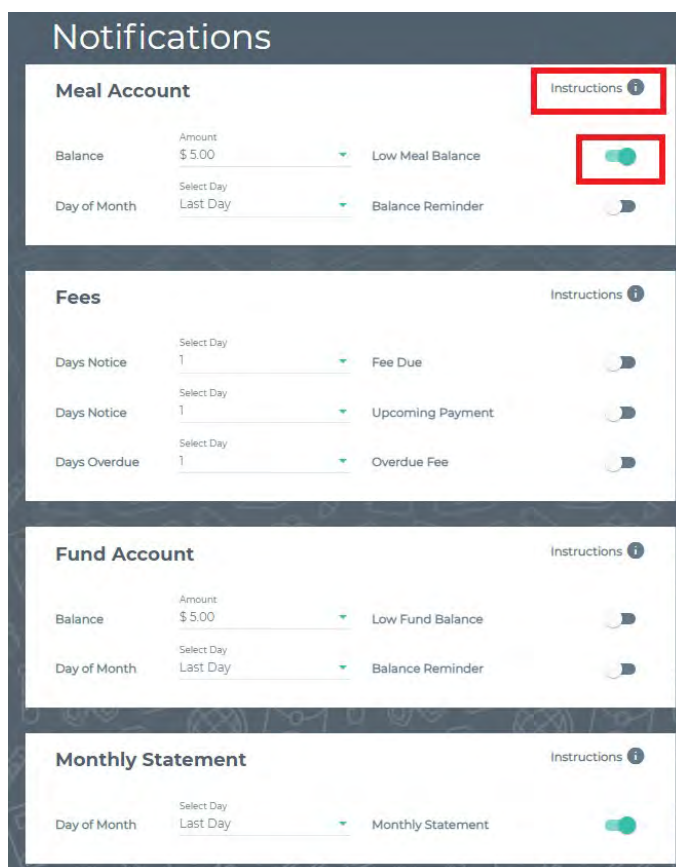 Notifications
Meal Account Instructions
Amount
Balance $ 5.00 Low Meal Balance
Select Day
Day of Month Last Day Balance Reminder
Fees Instructions
Select Day
Days Notice 1 Fee Due
Select Day
Days Notice 1 Upcoming Payment
Select Day
Days Overdue 1 Overdue Fee
Fund Account Instructions
Amount
Balance $ 5.00 Low Fund Balance
Select Day
Day of Month Last Day Balance Reminder
Monthly Statement Instructions
Select Day
Day of Month Last Day Monthly Statement